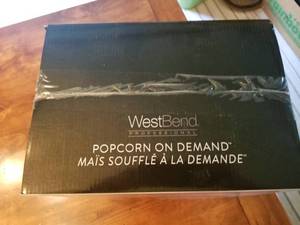 WestBend
PROFESSIONAL
POPCORN ON DEMAND™
MAÏS SOUFFLÉ À LA DEMANDE™